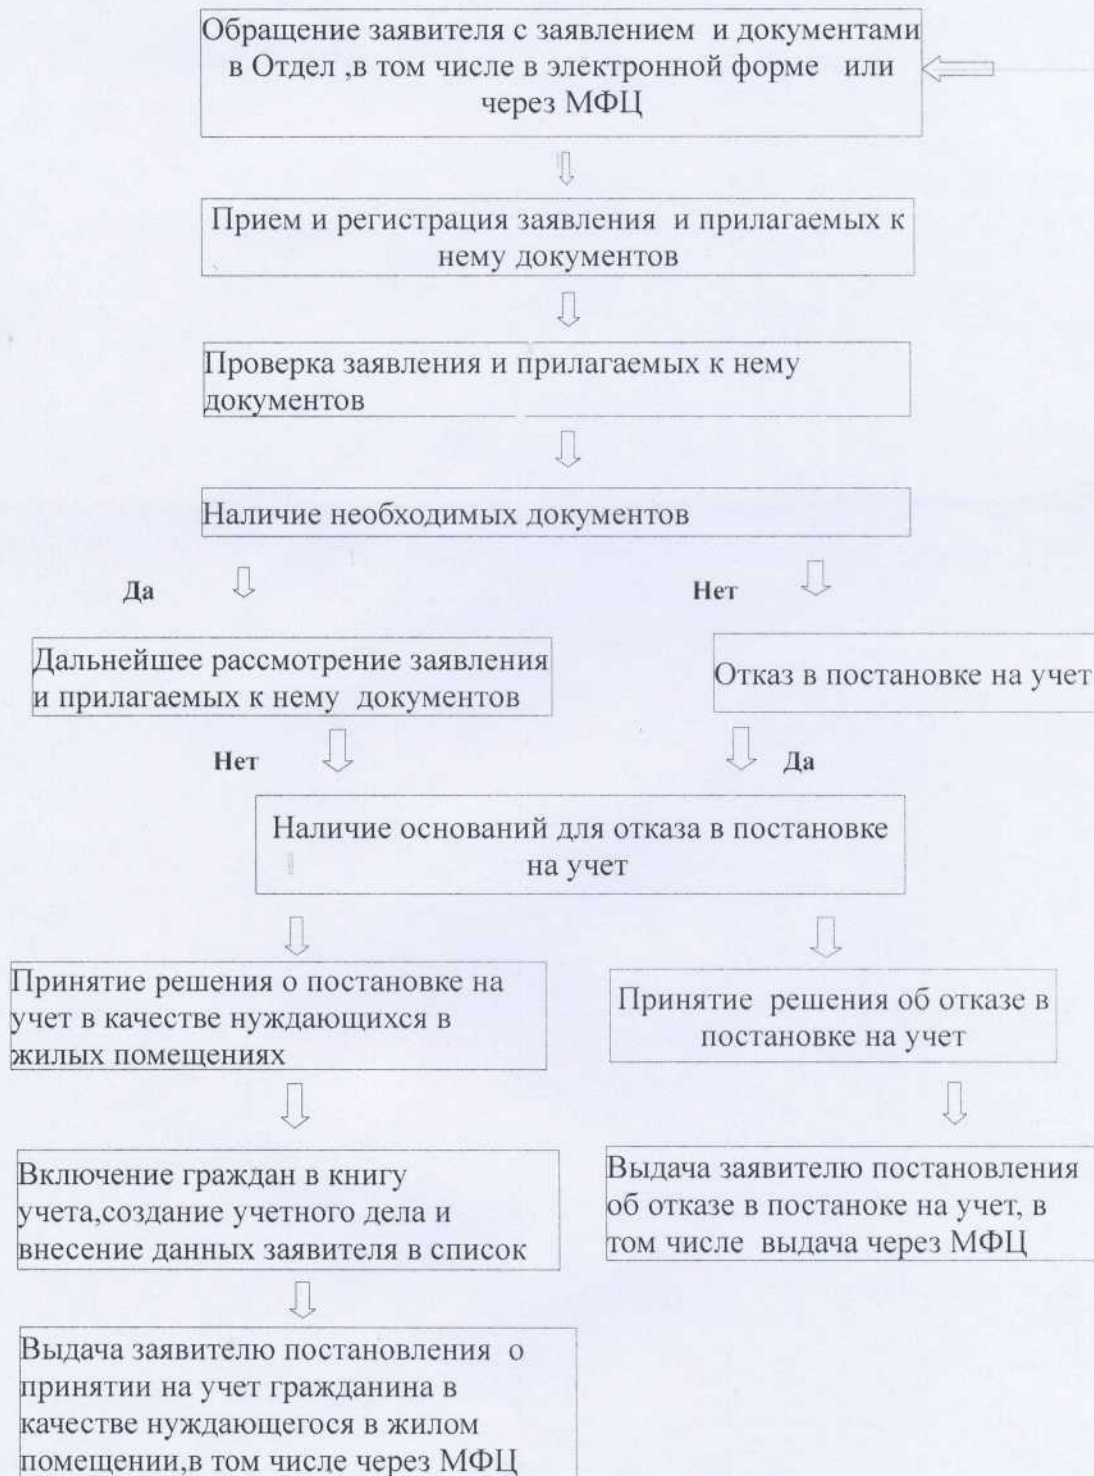 Обращение заявителя с заявлением и документами
в Отдел ,в том числе в электронной форме или
через МФЦ
Прием и регистрация заявления и прилагаемых к
нему документов
Проверка заявления и прилагаемых к нему
документов
Наличие необходимых документов
Да
Нет
Дальнейшее рассмотрение заявления
и прилагаемых к нему документов
Отказ в постановке на учет
Нет
Да
Наличие оснований для отказа в постановке
на учет
Принятие решения о постановке на
учет в качестве нуждающихся в
жилых помещениях
Принятие решения об отказе в
постановке на учет
Включение граждан в книгу
учета,создание учетного дела и
внесение данных заявителя в список
Выдача заявителю постановления
об отказе в постаноке на учет, в
том числе выдача через МФЦ
Выдача заявителю постановления о
принятии на учет гражданина в
качестве нуждающегося в жилом
помещении,в том числе через МФЦ